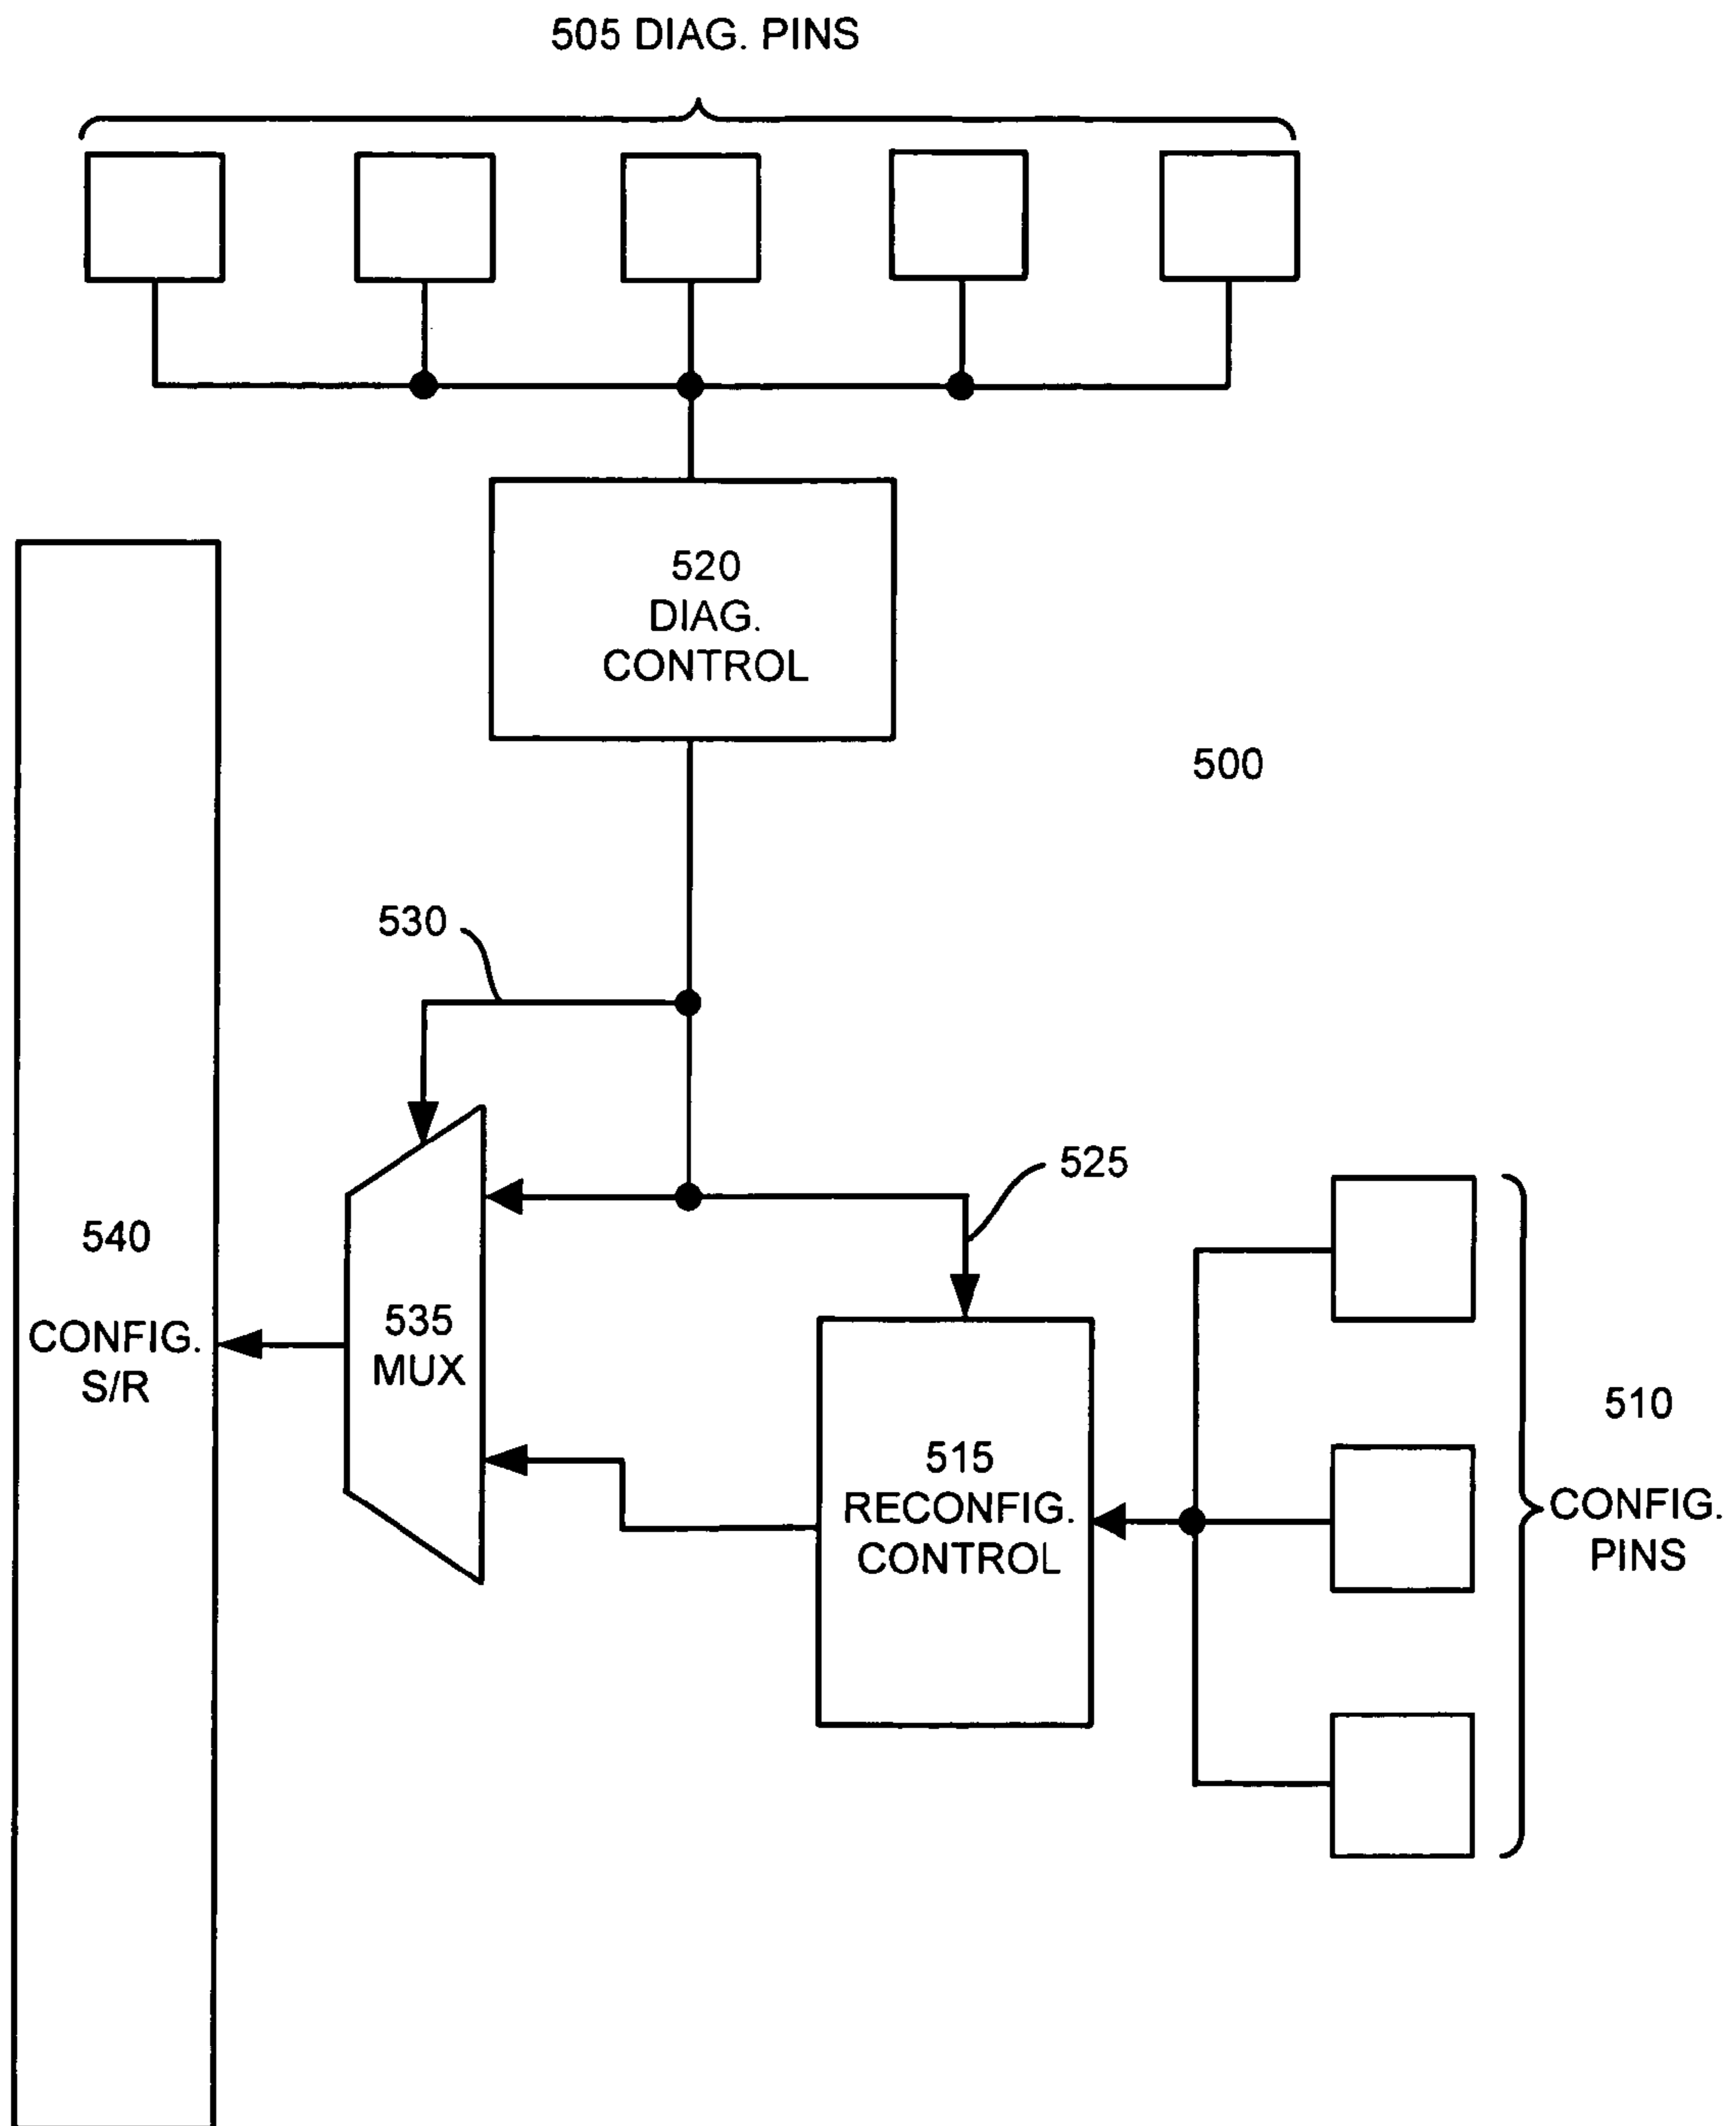 505 DIAG. PINS
520
DIAG.
CONTROL
500
530
525
540
CONFIG.
S/R
535
MUX
515
RECONFIG.
CONTROL
510
CONFIG.
PINS